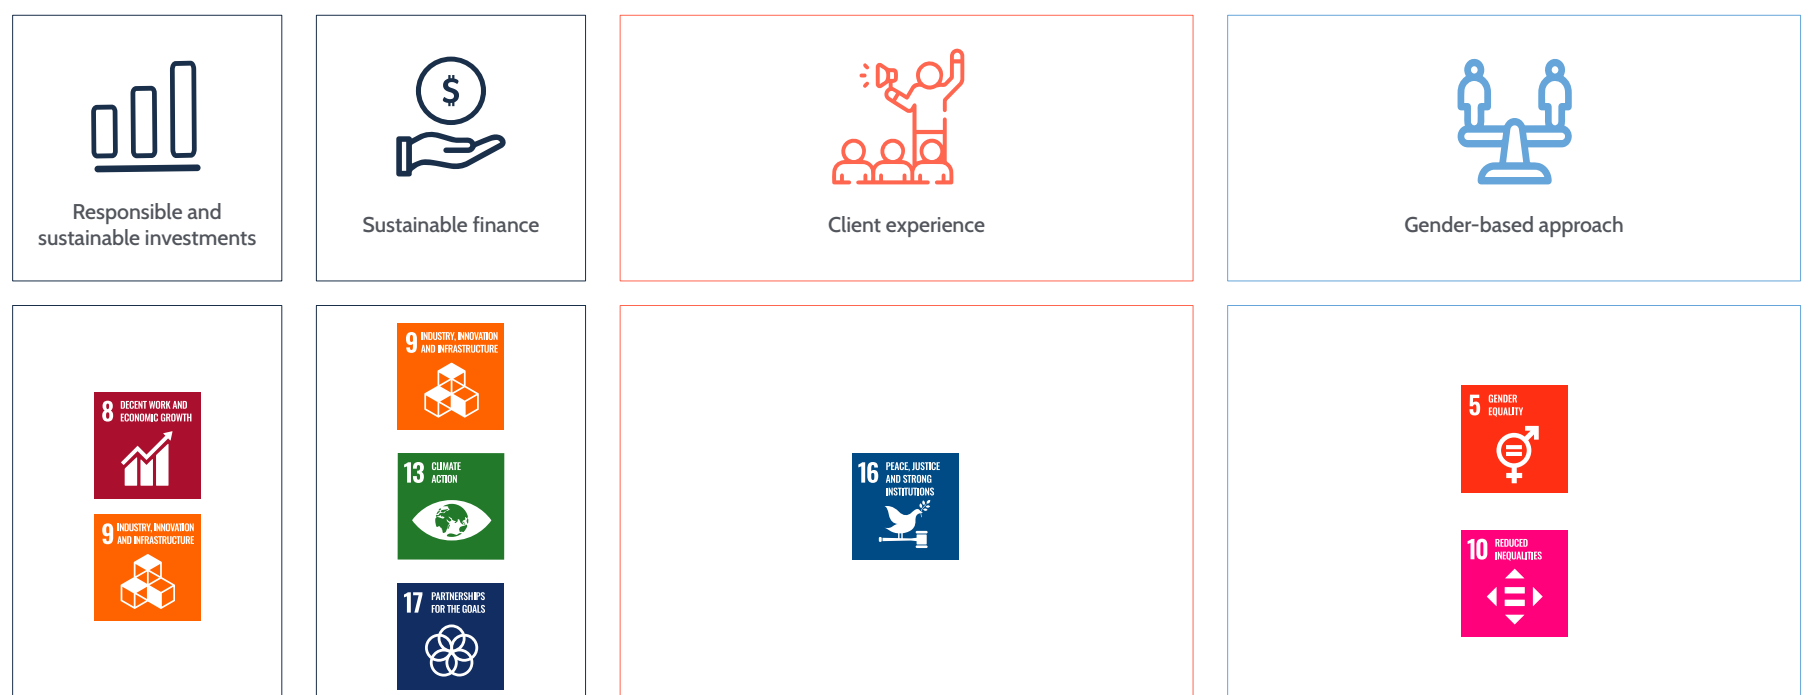 $
Responsible and
sustainable investments
Sustainable finance
Client experience
Gender-based approach
8 DECENT WORK AND
ECONOMIC GROWTH
9 INDUSTRY, INNOVATION
AND INFRASTRUCTURE
9 INDUSTRY, INNOVATION
AND INFRASTRUCTURE
13 CLIMATE
ACTION
17 PARTNERSHIPS
FOR THE GOALS
16 PEACE, JUSTICE
AND STRONG
INSTITUTIONS
5 GENDER
EQUALITY
10 REDUCED
INEQUALITIES